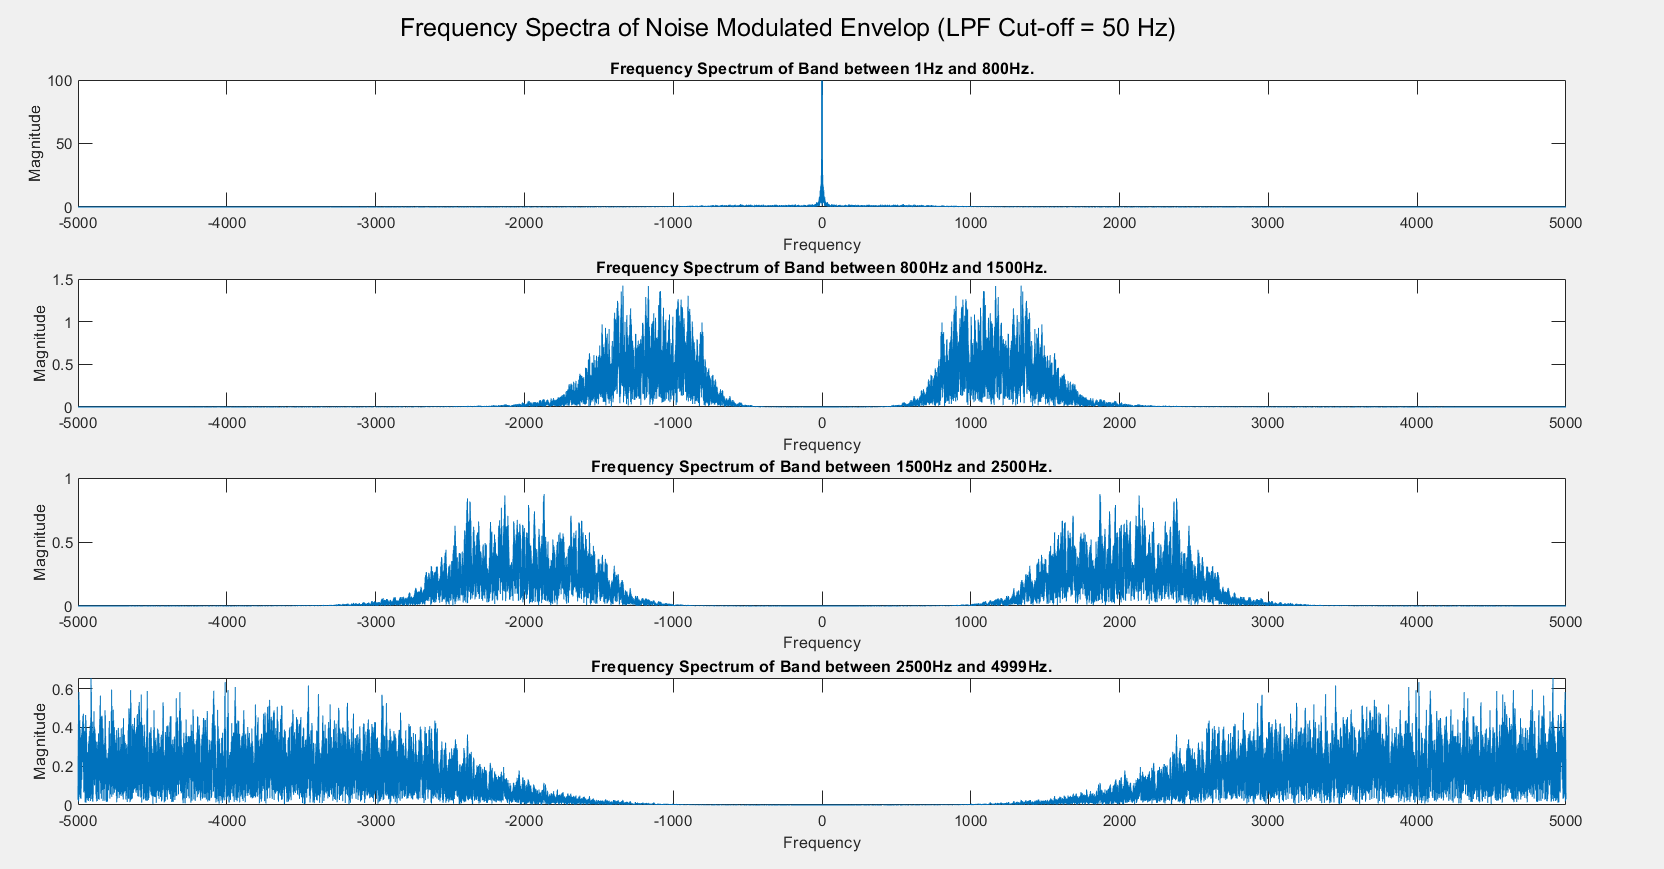 Frequency Spectra of Noise Modulated Envelop (LPF Cut-off = 50 Hz)
Frequency Spectrum of Band between 1Hz and 800Hz.
Magnitude
100
50
0
-5000 -4000 -3000 -2000 -1000 0 1000 2000 3000 4000 5000
Frequency
Frequency Spectrum of Band between 800Hz and 1500Hz.
Magnitude
1.5
1
0.5
0
-5000 -4000 -3000 -2000 -1000 0 1000 2000 3000 4000 5000
Frequency
Frequency Spectrum of Band between 1500Hz and 2500Hz.
Magnitude
1
0.5
0
-5000 -4000 -3000 -2000 -1000 0 1000 2000 3000 4000 5000
Frequency
Frequency Spectrum of Band between 2500Hz and 4999Hz.
Magnitude
0.6
0.4
0.2
0
-5000 -4000 -3000 -2000 -1000 0 1000 2000 3000 4000 5000
Frequency